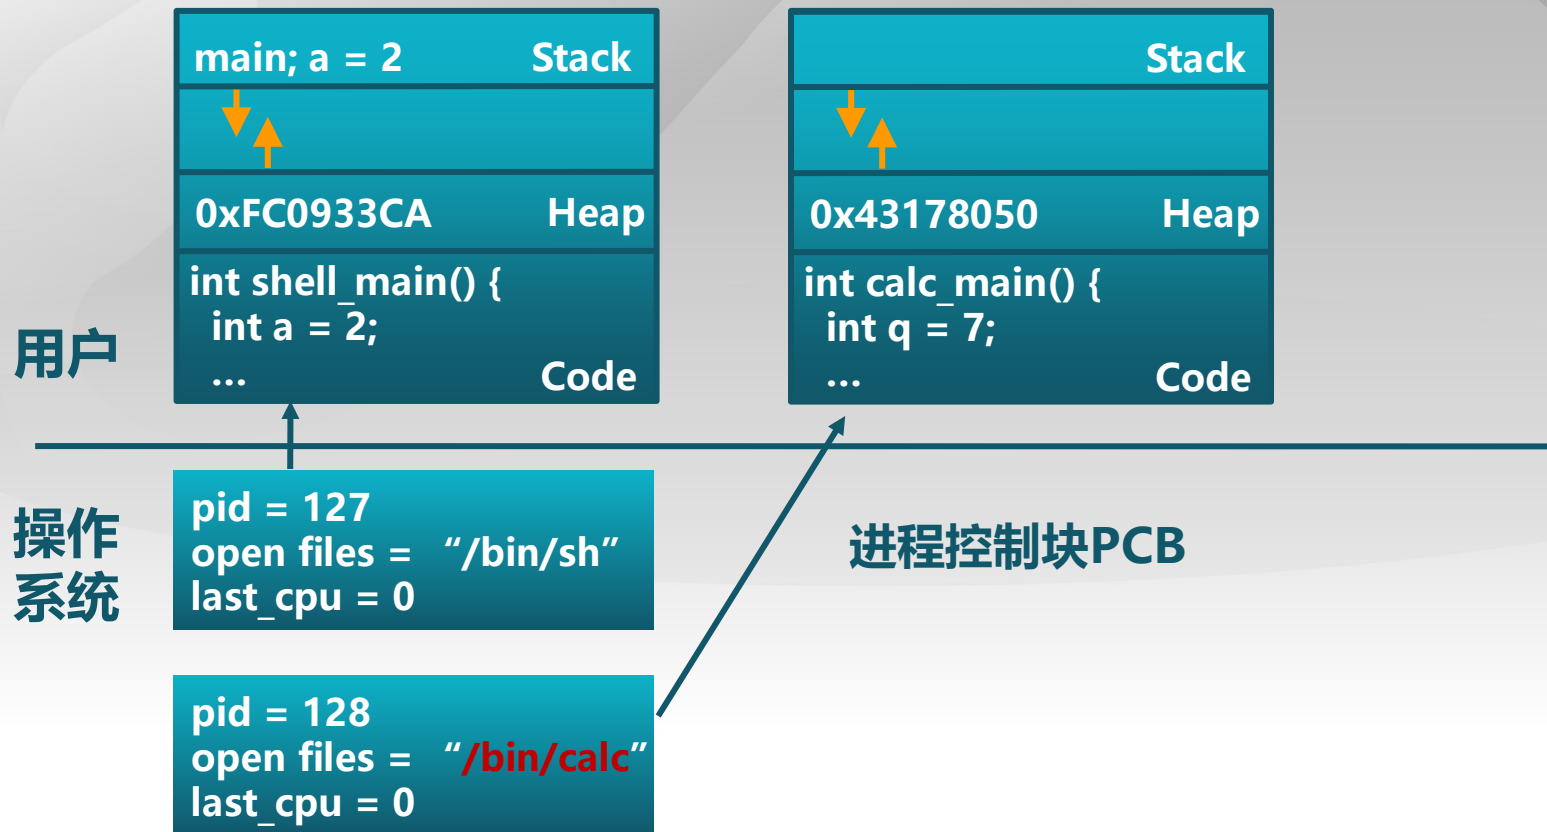 main; a = 2 Stack
0xFC0933CA Heap
int shell_main() {
int a = 2;
... Code
Stack
0x43178050 Heap
int calc_main() {
int q = 7;
... Code
用户
操作
系统
pid = 127
open files = “/bin/sh”
last_cpu = 0
进程控制块PCB
pid = 128
open files = “/bin/calc”
last_cpu = 0